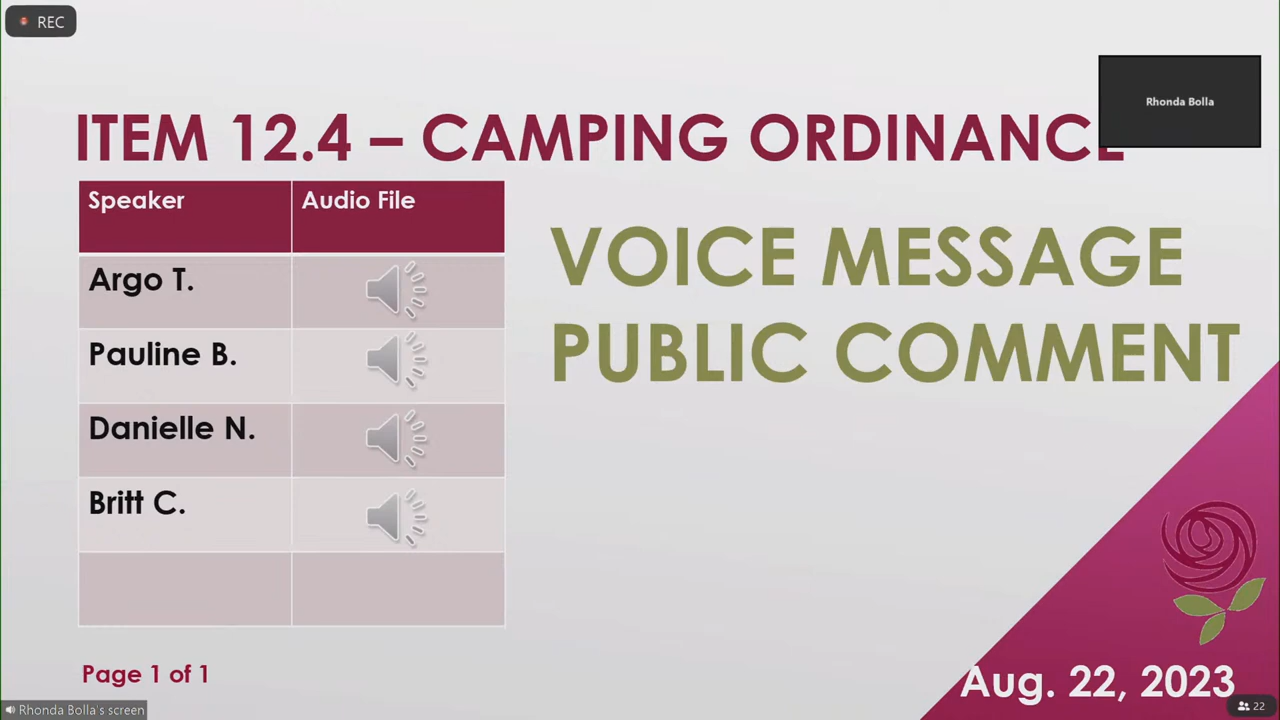 REC
Rhonda Bolla
ITEM 12.4 – CAMPING ORDINANCE
Speaker Audio File
Argo T.
Pauline B.
Danielle N.
Britt C.
VOICE MESSAGE
PUBLIC COMMENT
Page 1 of 1
Aug. 22, 2023
Rhonda Bolla's screen
22